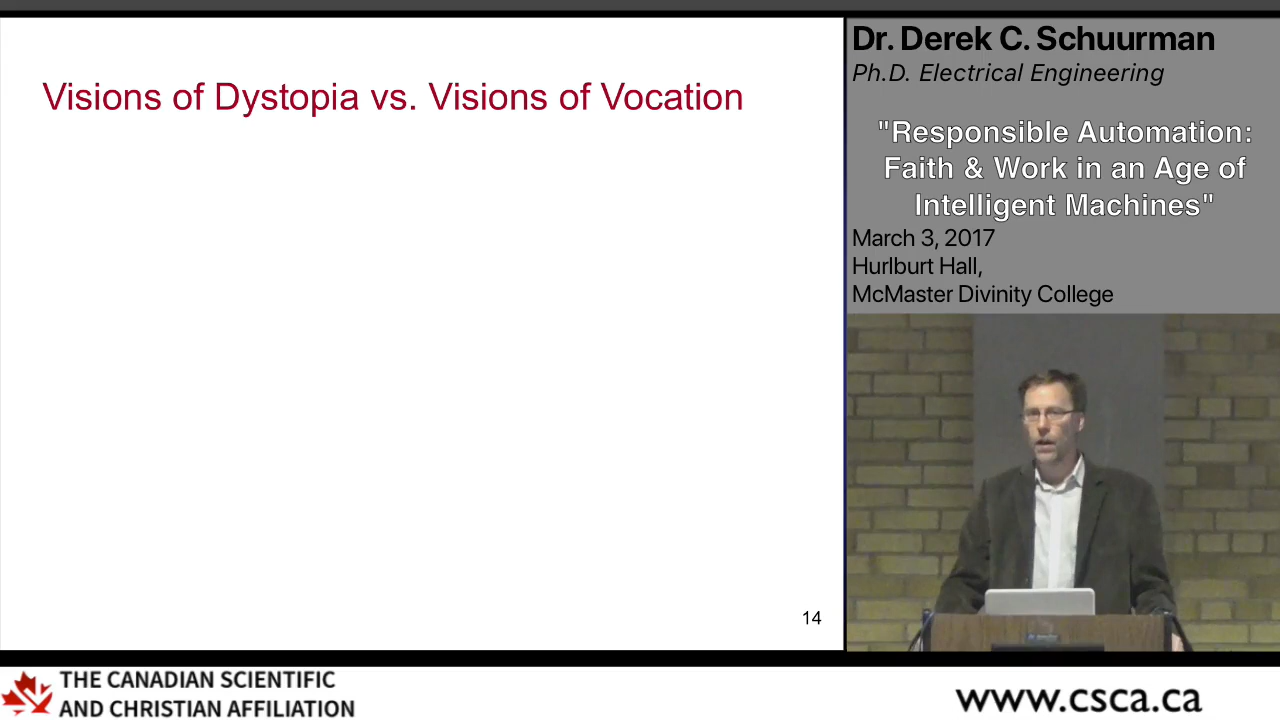 Visions of Dystopia vs. Visions of Vocation
14
Dr. Derek C. Schuurman
Ph.D. Electrical Engineering
"Responsible Automation:
Faith & Work in an Age of
Intelligent Machines"
March 3, 2017
Hurlburt Hall,
McMaster Divinity College
THE CANADIAN SCIENTIFIC
AND CHRISTIAN AFFILIATION
www.csca.ca